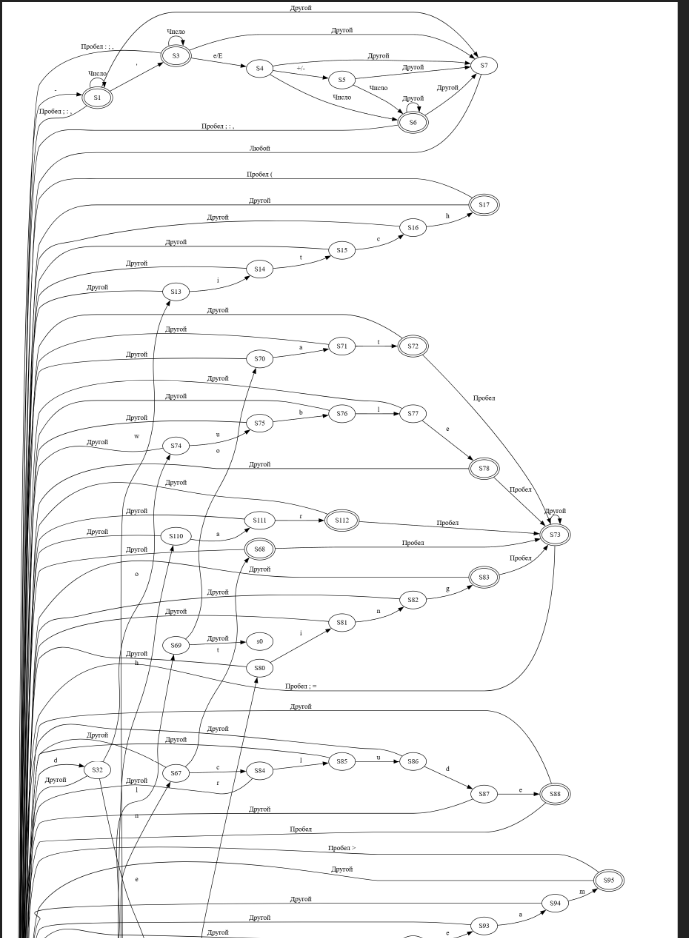 Другой
Число
Другой
Пробел ; : ,
S3
e/E
Другой
S4
+/-
Другой
S7
Число
S5
-
S1
Число
Число
Другой
Другой
Пробел ; : ,
S6
Пробел ; : ,
Любой
Пробел (
Другой
S17
Другой
h
S16
Другой
c
S15
Другой
t
S14
Другой
i
S13
Другой
Другой
t
S72
S71
a
S70
Другой
Пробел
Другой
b
S76
l
S77
S75
e
w
u
Другой
S74
o
Другой
S78
Другой
Пробел
Другой
Другой
S111
r
S112
Пробел
S73
S110
n
Другой
Другой
S68
Пробел
Другой
Пробел
o
S83
g
S82
Другой
n
S81
Другой
s0
i
S69
t
Другой
S80
h
Пробел ; =
Другой
Другой
Другой
Другой
d
S32
S67
c
S84
l
S85
u
S86
d
Другой
Другой
r
l
S87
e
S88
Другой
n
Пробел
Пробел >
Другой
S95
e
m
Другой
S94
Другой
a
S93
Другой
e